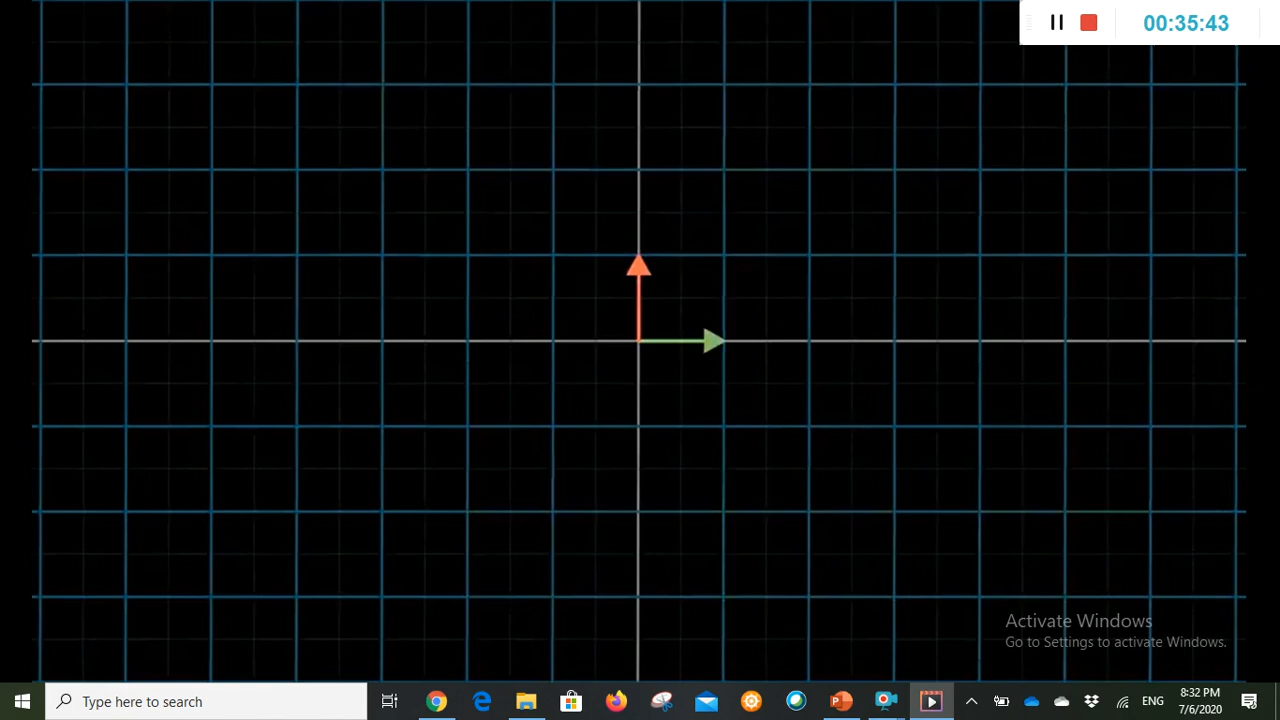 00:35:43
Activate Windows
Go to Settings to activate Windows.
Type here to search
ENG
8:32 PM
7/6/2020